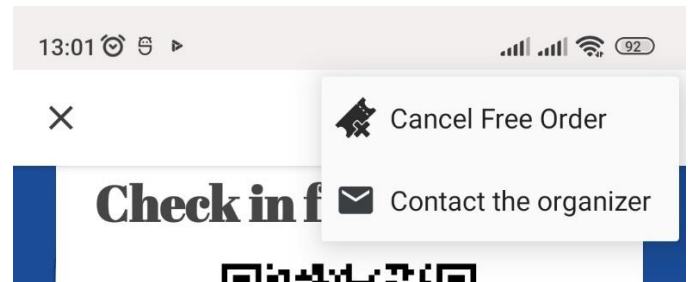 13:01
92
Cancel Free Order
Check in f
Contact the organizer